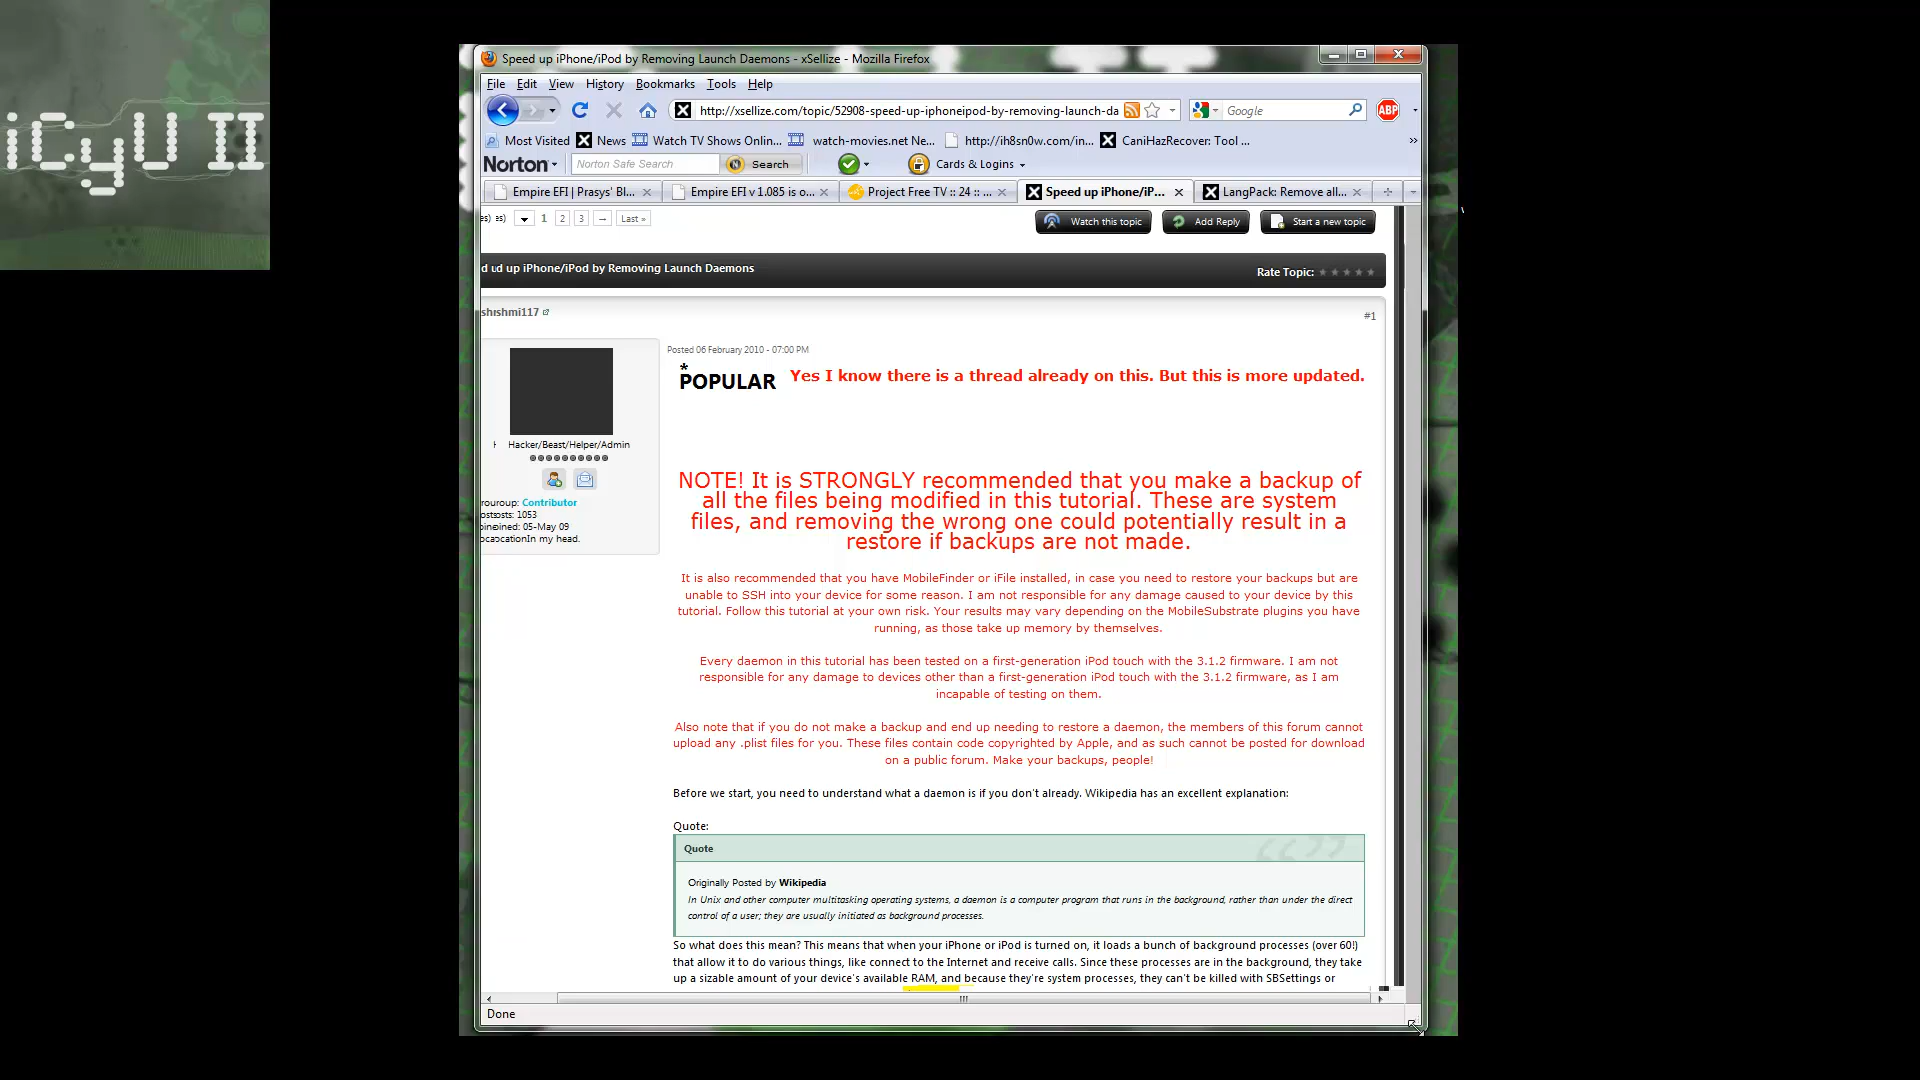 icyU II
Speed up iPhone/iPod by Removing Launch Daemons - xSellize - Mozilla Firefox
File Edit View History Bookmarks Tools Help
http://xsellize.com/topic/52908-speed-up-iphoneipod-by-removing-launch-da Google ABP
Most Visited News Watch TV Shows Onlin... watch-movies.net Ne... http://ih8sn0w.com/in... CaniHazRecover: Tool ... »
Norton Norton Safe Search Search Cards & Logins
Empire EFI | Prasys' Bl... Empire EFI v 1.085 is o... Project Free TV :: 24 :: ... Speed up iPhone/iP... LangPack: Remove all...
es) es) 1 2 3 → Last » Watch this topic Add Reply Start a new topic
d ud up iPhone/iPod by Removing Launch Daemons Rate Topic:
shishmi117 #1
Posted 06 February 2010 - 07:00 PM
* POPULAR Yes I know there is a thread already on this. But this is more updated.
Hacker/Beast/Helper/Admin
rouroup: Contributor
ostsosts: 1053
oinoined: 05-May 09
ocaocationIn my head.
NOTE! It is STRONGLY recommended that you make a backup of
all the files being modified in this tutorial. These are system
files, and removing the wrong one could potentially result in a
restore if backups are not made.
It is also recommended that you have MobileFinder or iFile installed, in case you need to restore your backups but are
unable to SSH into your device for some reason. I am not responsible for any damage caused to your device by this
tutorial. Follow this tutorial at your own risk. Your results may vary depending on the MobileSubstrate plugins you have
running, as those take up memory by themselves.
Every daemon in this tutorial has been tested on a first-generation iPod touch with the 3.1.2 firmware. I am not
responsible for any damage to devices other than a first-generation iPod touch with the 3.1.2 firmware, as I am
incapable of testing on them.
Also note that if you do not make a backup and end up needing to restore a daemon, the members of this forum cannot
upload any .plist files for you. These files contain code copyrighted by Apple, and as such cannot be posted for download
on a public forum. Make your backups, people!
Before we start, you need to understand what a daemon is if you don't already. Wikipedia has an excellent explanation:
Quote:
Quote
Originally Posted by Wikipedia
In Unix and other computer multitasking operating systems, a daemon is a computer program that runs in the background, rather than under the direct
control of a user; they are usually initiated as background processes.
So what does this mean? This means that when your iPhone or iPod is turned on, it loads a bunch of background processes (over 60!)
that allow it to do various things, like connect to the Internet and receive calls. Since these processes are in the background, they take
up a sizable amount of your device's available RAM, and because they're system processes, they can't be killed with SBSettings or
Done